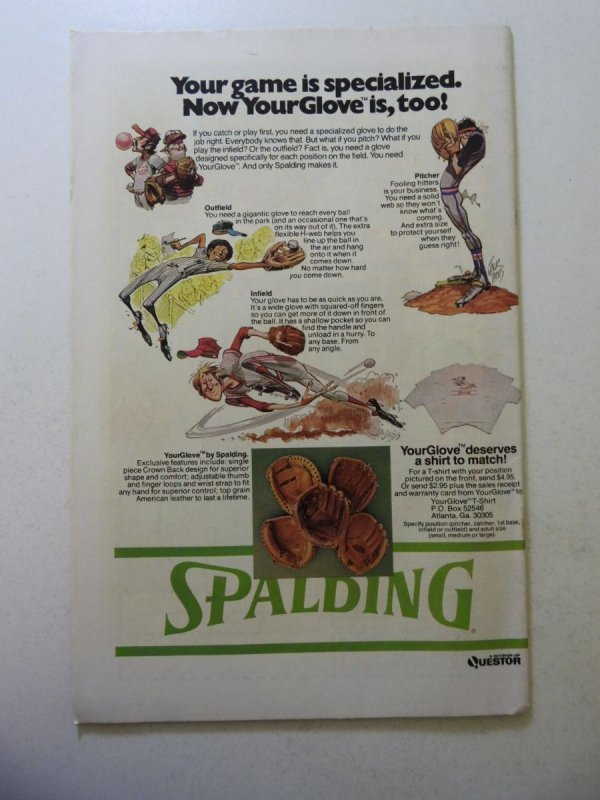 Your game is specialized.
Now YourGlove™ is, too!
If you catch or play first, you need a specialized glove to do the
job right. Everybody knows that. But what if you pitch? What if you
play the infield? Or the outfield? Fact is, you need a glove
designed specifically for each position on the field. You need
YourGlove™. And only Spalding makes it.
Pitcher
Fooling hitters
is your business.
You need a solid
web so they won't
know what's
coming.
And extra size
to protect yourself
when they
guess right!
Outfield
You need a gigantic glove to reach every ball
in the park (and an occasional one that's
on its way out of it). The extra
flexible H-web helps you
line up the ball in
the air and hang
onto it when it
comes down.
No matter how hard
you come down.
Infield
Your glove has to be as quick as you are.
It's a wide glove with squared-off fingers
so you can get more of it down in front of
the ball. It has a shallow pocket so you can
find the handle and
unload in a hurry. To
any base. From
any angle.
YourGlove™ by Spalding.
Exclusive features include: single
piece Crown Back design for superior
shape and comfort; adjustable thumb
and finger loops and wrist strap to fit
any hand for superior control; top grain
American leather to last a lifetime.
YourGlove™ deserves
a shirt to match!
For a T-shirt with your position
pictured on the front, send $4.95.
Or send $2.95 plus the sales receipt
and warranty card from YourGlove™ to
YourGlove™ T-Shirt
P.O. Box 52546
Atlanta, Ga. 30305
Specify position (pitcher, catcher, 1st base,
infield or outfield) and adult size
(small, medium or large).
SPALDING
A DIVISION OF
QUESTOR